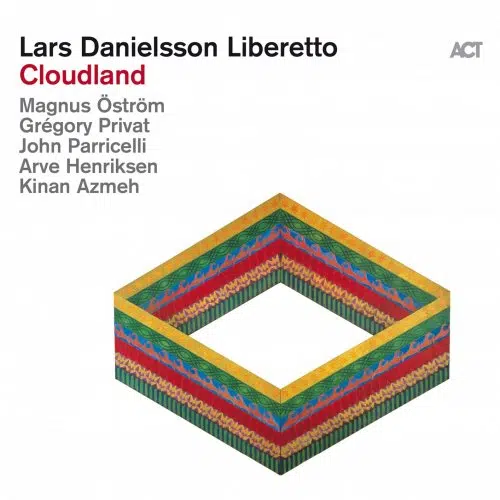 Lars Danielsson Liberetto
ACT
Cloudland
Magnus Öström
Grégory Privat
John Parricelli
Arve Henriksen
Kinan Azmeh